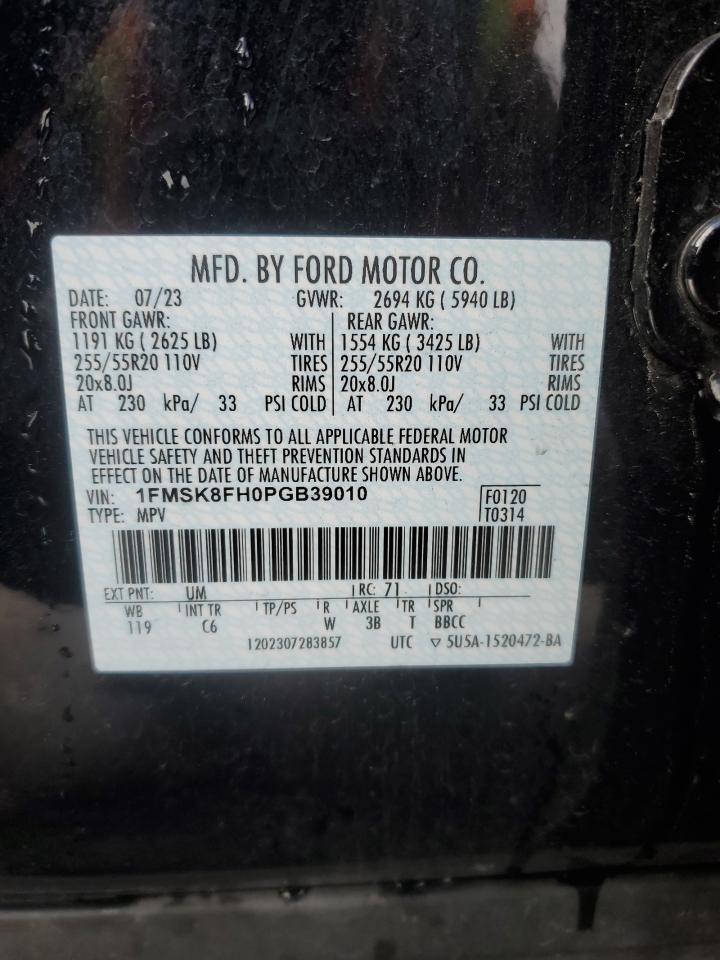 MFD. BY FORD MOTOR CO.
DATE: 07/23 GVWR: 2694 KG ( 5940 LB)
FRONT GAWR: REAR GAWR:
1191 KG ( 2625 LB) WITH 1554 KG ( 3425 LB) WITH
255/55R20 110V TIRES 255/55R20 110V TIRES
20x8.0J RIMS 20x8.0J RIMS
AT 230 kPa/ 33 PSI COLD AT 230 kPa/ 33 PSI COLD
THIS VEHICLE CONFORMS TO ALL APPLICABLE FEDERAL MOTOR
VEHICLE SAFETY AND THEFT PREVENTION STANDARDS IN
EFFECT ON THE DATE OF MANUFACTURE SHOWN ABOVE.
VIN: 1FMSK8FH0PGB39010 F0120
TYPE: MPV T0314
EXT PNT: UM RC: 71 DSO:
WB INT TR TP/PS R AXLE TR SPR
119 C6 W 3B T BBCC
1202307283857 UTC ▽ 5U5A-1520472-BA